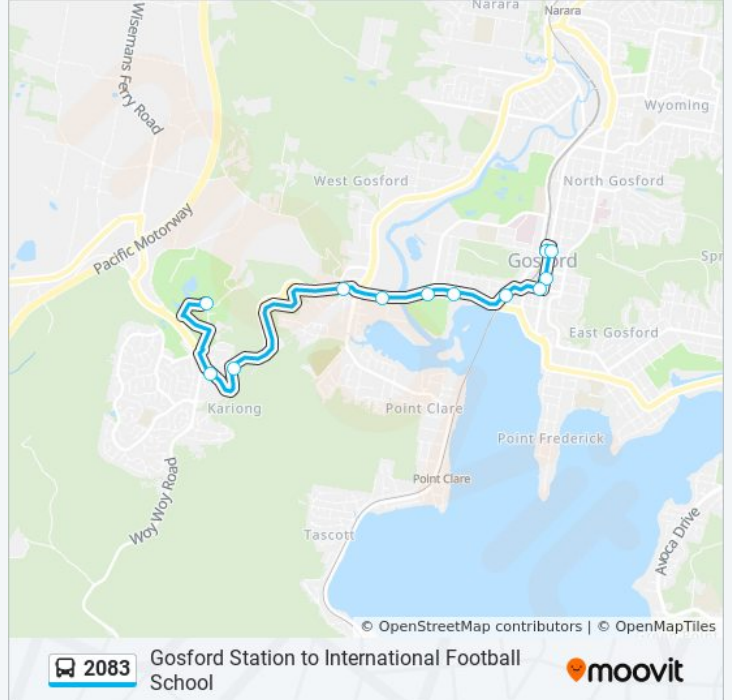 Narara
Narara
Wisemans Ferry Road
Wyoming
West Gosford
North Gosford
Pacific Motorway
Gosford
Spr
East Gosford
Kariong
Point Clare
Point Frederick
Woy Woy Road
Point Clare
Tascott
Avoca Drive
© OpenStreetMap contributors | © OpenMapTiles
2083
Gosford Station to International Football
School
moovit